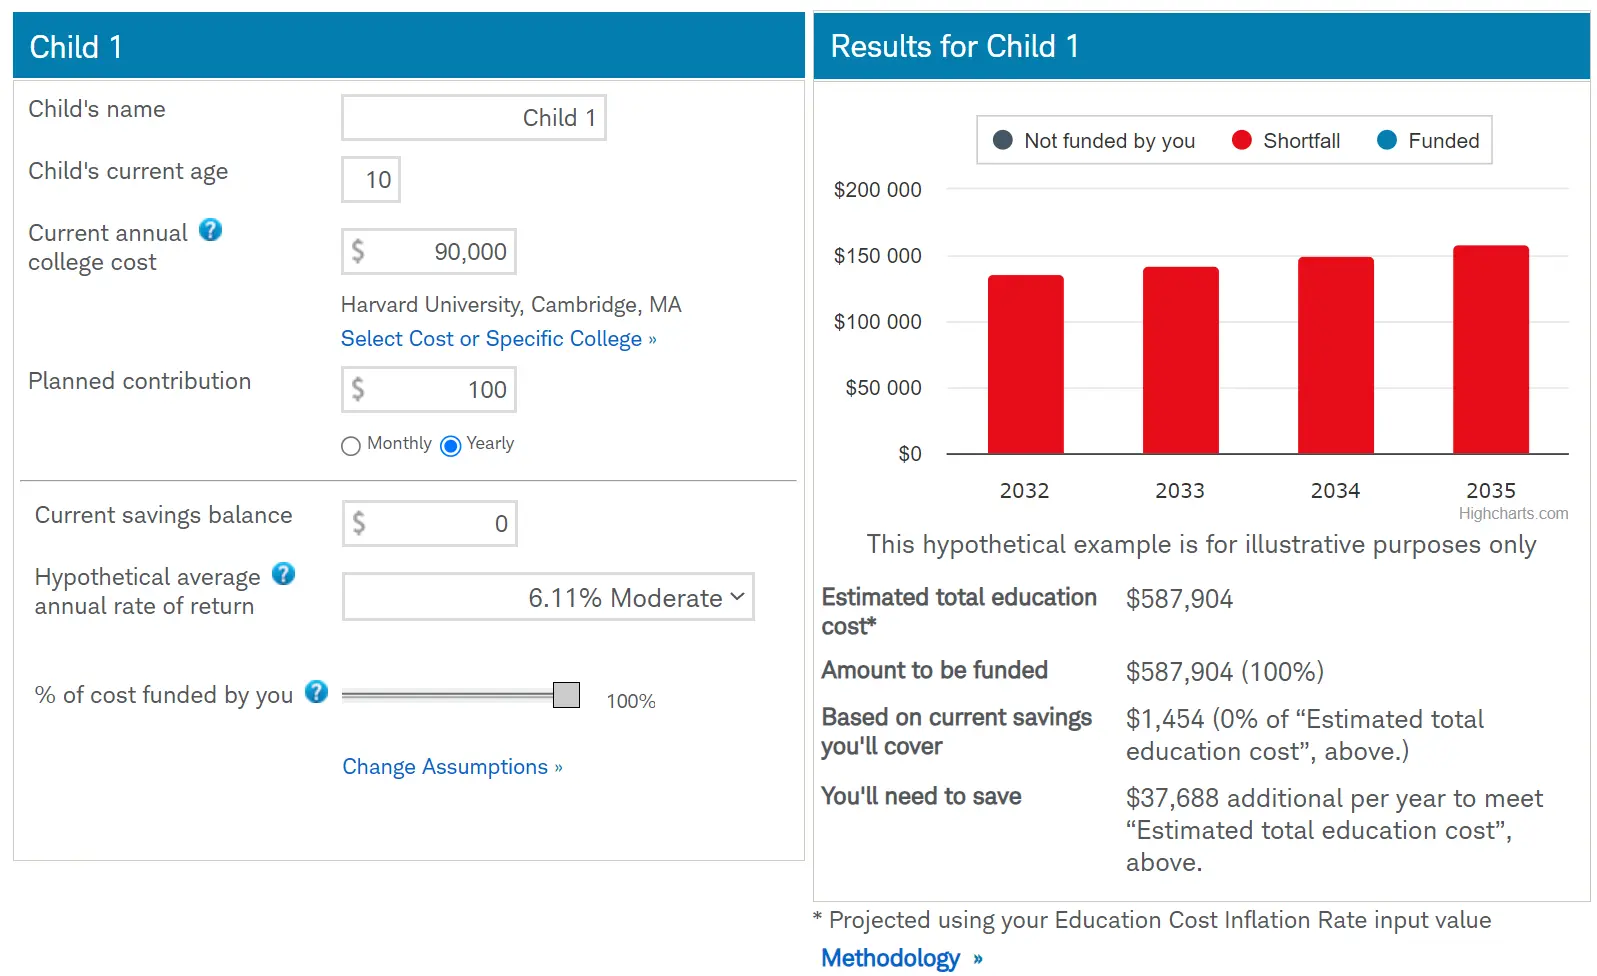 Child 1
Child's name
Child 1
Child's current age
10
Current annual ?
college cost
$ 90,000
Harvard University, Cambridge, MA
Select Cost or Specific College »
Planned contribution
$ 100
Monthly Yearly
Current savings balance
$ 0
Hypothetical average ?
annual rate of return
6.11% Moderate
% of cost funded by you ?
100%
Change Assumptions »
Results for Child 1
Not funded by you Shortfall Funded
$200 000
$150 000
$100 000
$50 000
$0
2032 2033 2034 2035
Highcharts.com
This hypothetical example is for illustrative purposes only
Estimated total education
cost*
$587,904
Amount to be funded
$587,904 (100%)
Based on current savings
you'll cover
$1,454 (0% of “Estimated total
education cost”, above.)
You'll need to save
$37,688 additional per year to meet
“Estimated total education cost”,
above.
* Projected using your Education Cost Inflation Rate input value
Methodology »